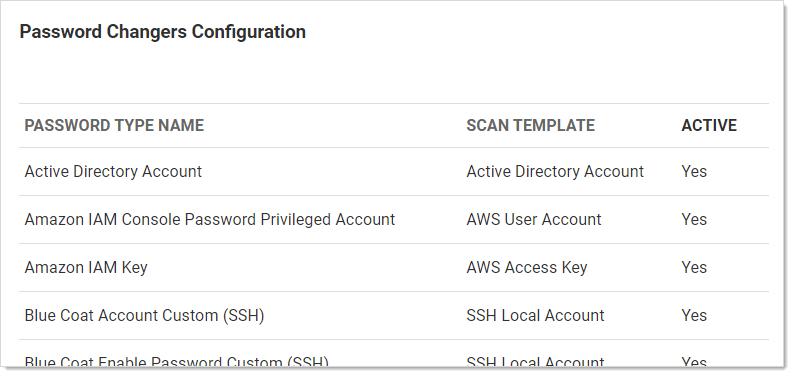 Password Changers Configuration
PASSWORD TYPE NAME SCAN TEMPLATE ACTIVE
Active Directory Account Active Directory Account Yes
Amazon IAM Console Password Privileged Account AWS User Account Yes
Amazon IAM Key AWS Access Key Yes
Blue Coat Account Custom (SSH) SSH Local Account Yes
Blue Coat Enable Password Custom (SSH) SSH Local Account Yes